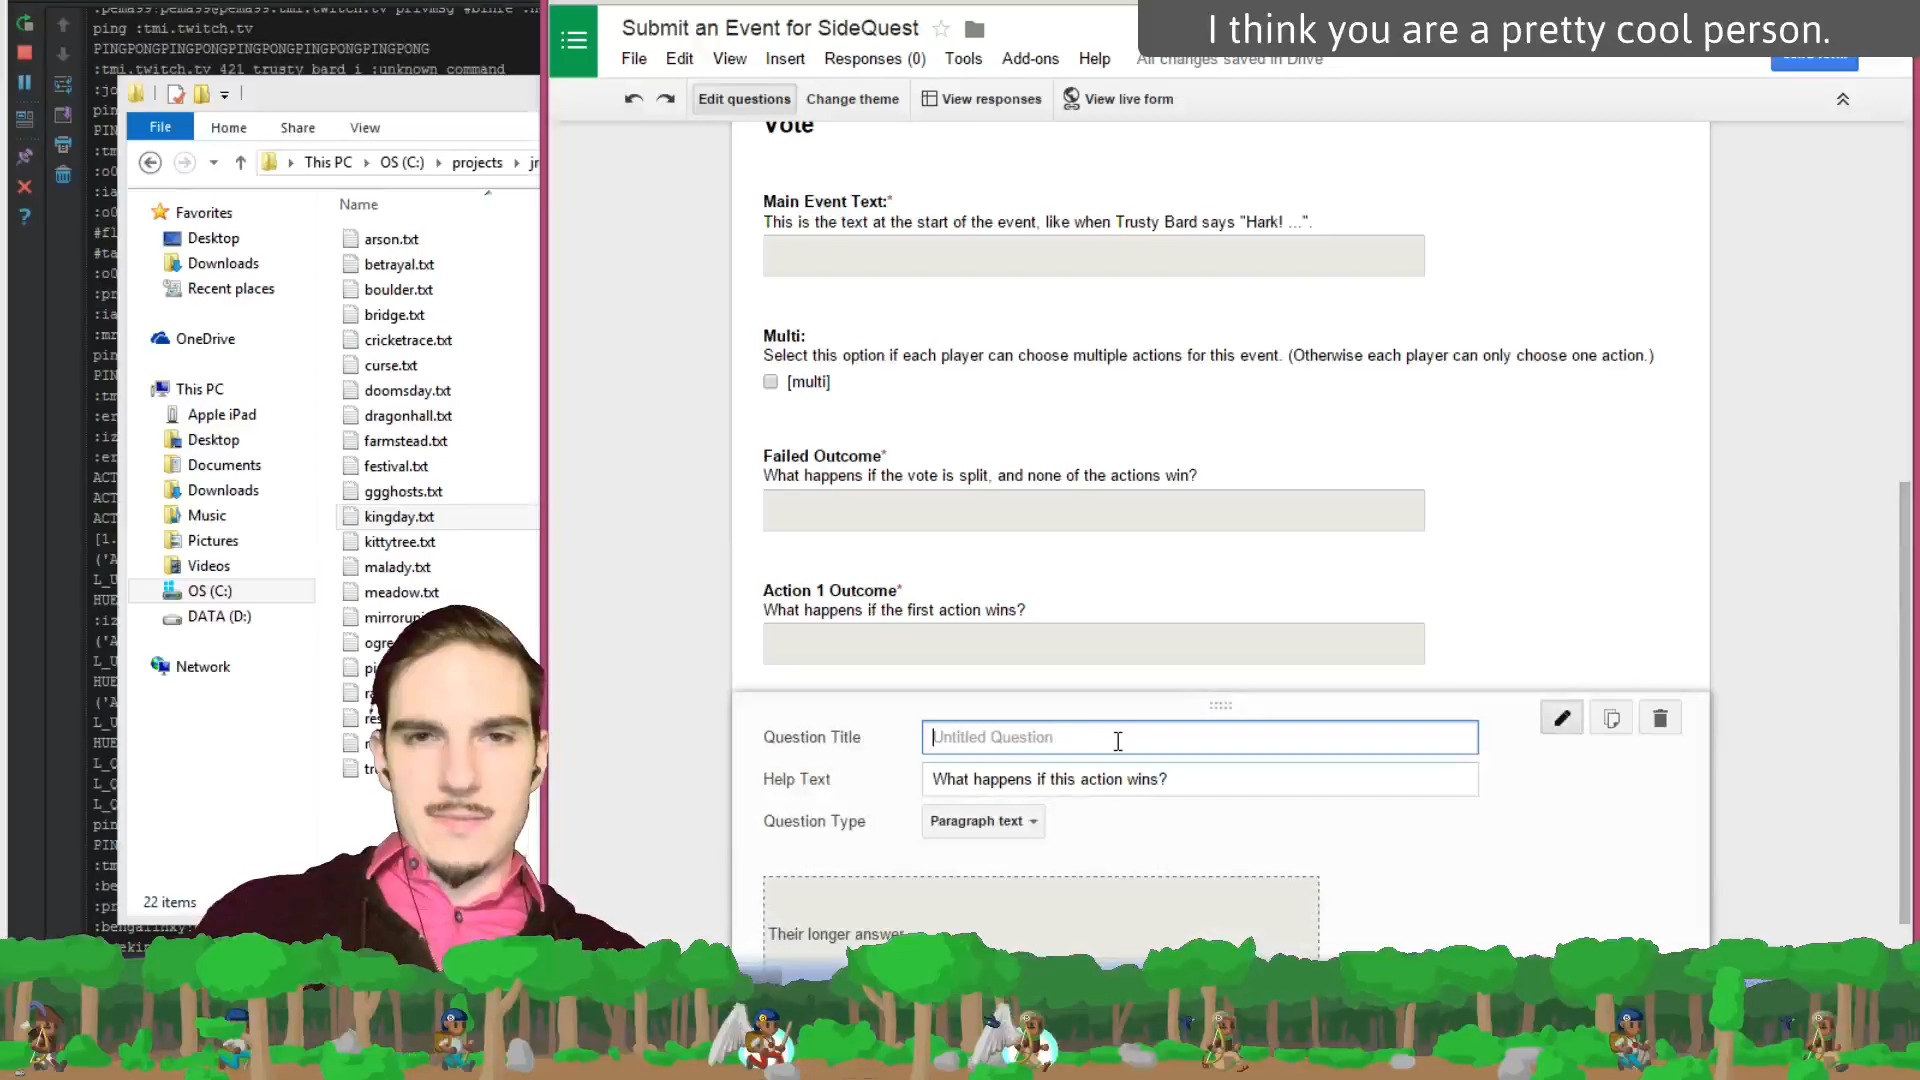 I think you are a pretty cool person.
ping :tmi.twitch.tv
PINGPONGPINGPONGPINGPONGPINGPONG
:tmi.twitch.tv 421 trusty_bard i :unknown command
Submit an Event for SideQuest
File Edit View Insert Responses (0) Tools Add-ons Help All changes saved in Drive
Edit questions Change theme View responses View live form
File Home Share View
This PC OS (C:) projects
Name
Favorites
Desktop
Downloads
Recent places
OneDrive
This PC
Apple iPad
Desktop
Documents
Downloads
Music
Pictures
Videos
OS (C:)
DATA (D:)
Network
22 items
arson.txt
betrayal.txt
boulder.txt
bridge.txt
cricketrace.txt
curse.txt
doomsday.txt
dragonhall.txt
farmstead.txt
festival.txt
ggghosts.txt
kingday.txt
kittytree.txt
malady.txt
meadow.txt
Vote
Main Event Text:*
This is the text at the start of the event, like when Trusty Bard says "Hark! ...".
Multi:
Select this option if each player can choose multiple actions for this event. (Otherwise each player can only choose one action.)
[multi]
Failed Outcome*
What happens if the vote is split, and none of the actions win?
Action 1 Outcome*
What happens if the first action wins?
Question Title Untitled Question
Help Text What happens if this action wins?
Question Type Paragraph text
Their longer answer